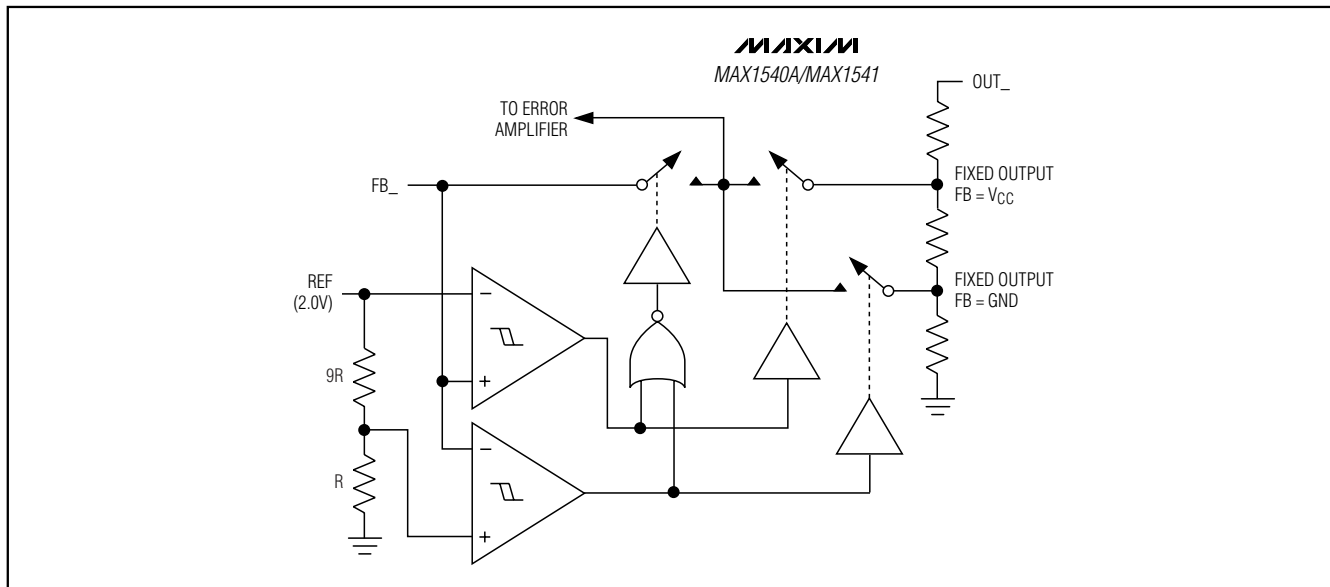 MAXIM
MAX1540A/MAX1541
OUT_
TO ERROR
AMPLIFIER
FB_
FIXED OUTPUT
FB = VCC
REF
(2.0V)
FIXED OUTPUT
FB = GND
−
+
9R
R
−
+